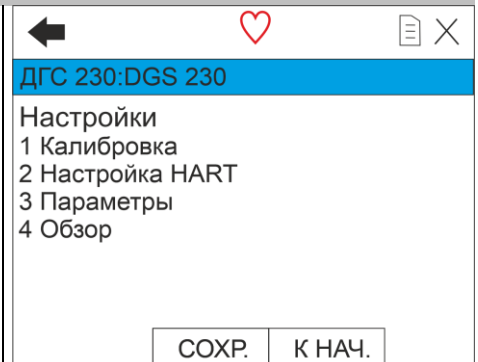 ДГС 230:DGS 230
Настройки
1 Калибровка
2 Настройка HART
3 Параметры
4 Обзор
СОХР. К НАЧ.